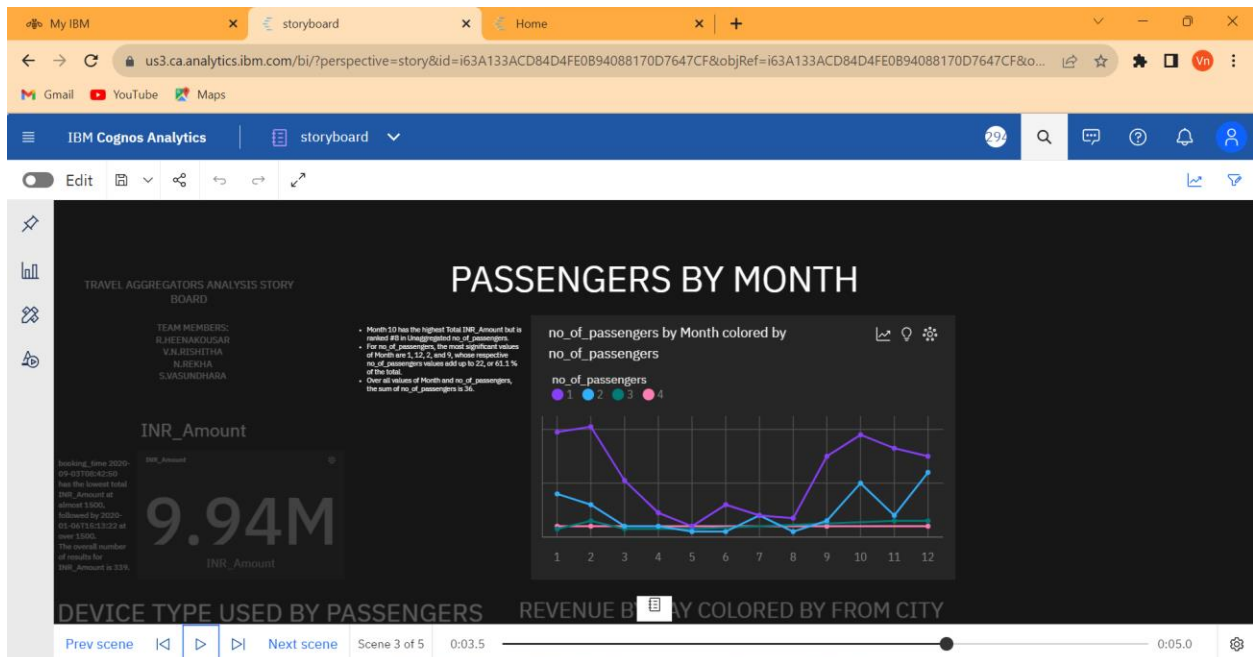 My IBM
storyboard
Home
us3.ca.analytics.ibm.com/bi/?perspective=story&id=i63A133ACD84D4FE0B94088170D7647CF&objRef=i63A133ACD84D4FE0B94088170D7647CF&o...
Vn
Gmail
YouTube
Maps
IBM Cognos Analytics
storyboard
294
Edit
TRAVEL AGGREGATORS ANALYSIS STORY
BOARD
TEAM MEMBERS:
R.HEENAKOUSAR
V.N.RISHITHA
N.REKHA
S.VASUNDHARA
INR_Amount
booking_time 2020-
09-03T08:42:50
has the lowest total
INR_Amount at
almost 1600,
followed by 2020-
01-06T16:13:22 at
over 1500.
The overall number
of results for
INR_Amount is 339.
INR_Amount
9.94M
INR_Amount
PASSENGERS BY MONTH
• Month 10 has the highest Total INR_Amount but is
ranked #8 in Unaggregated no_of_passengers.
• For no_of_passengers, the most significant values
of Month are 1, 12, 2, and 9, whose respective
no_of_passengers values add up to 22, or 61.1 %
of the total.
• Over all values of Month and no_of_passengers,
the sum of no_of_passengers is 36.
no_of_passengers by Month colored by
no_of_passengers
no_of_passengers
1 2 3 4
1 2 3 4 5 6 7 8 9 10 11 12
DEVICE TYPE USED BY PASSENGERS
REVENUE B AY COLORED BY FROM CITY
Prev scene
Next scene
Scene 3 of 5
0:03.5
0:05.0